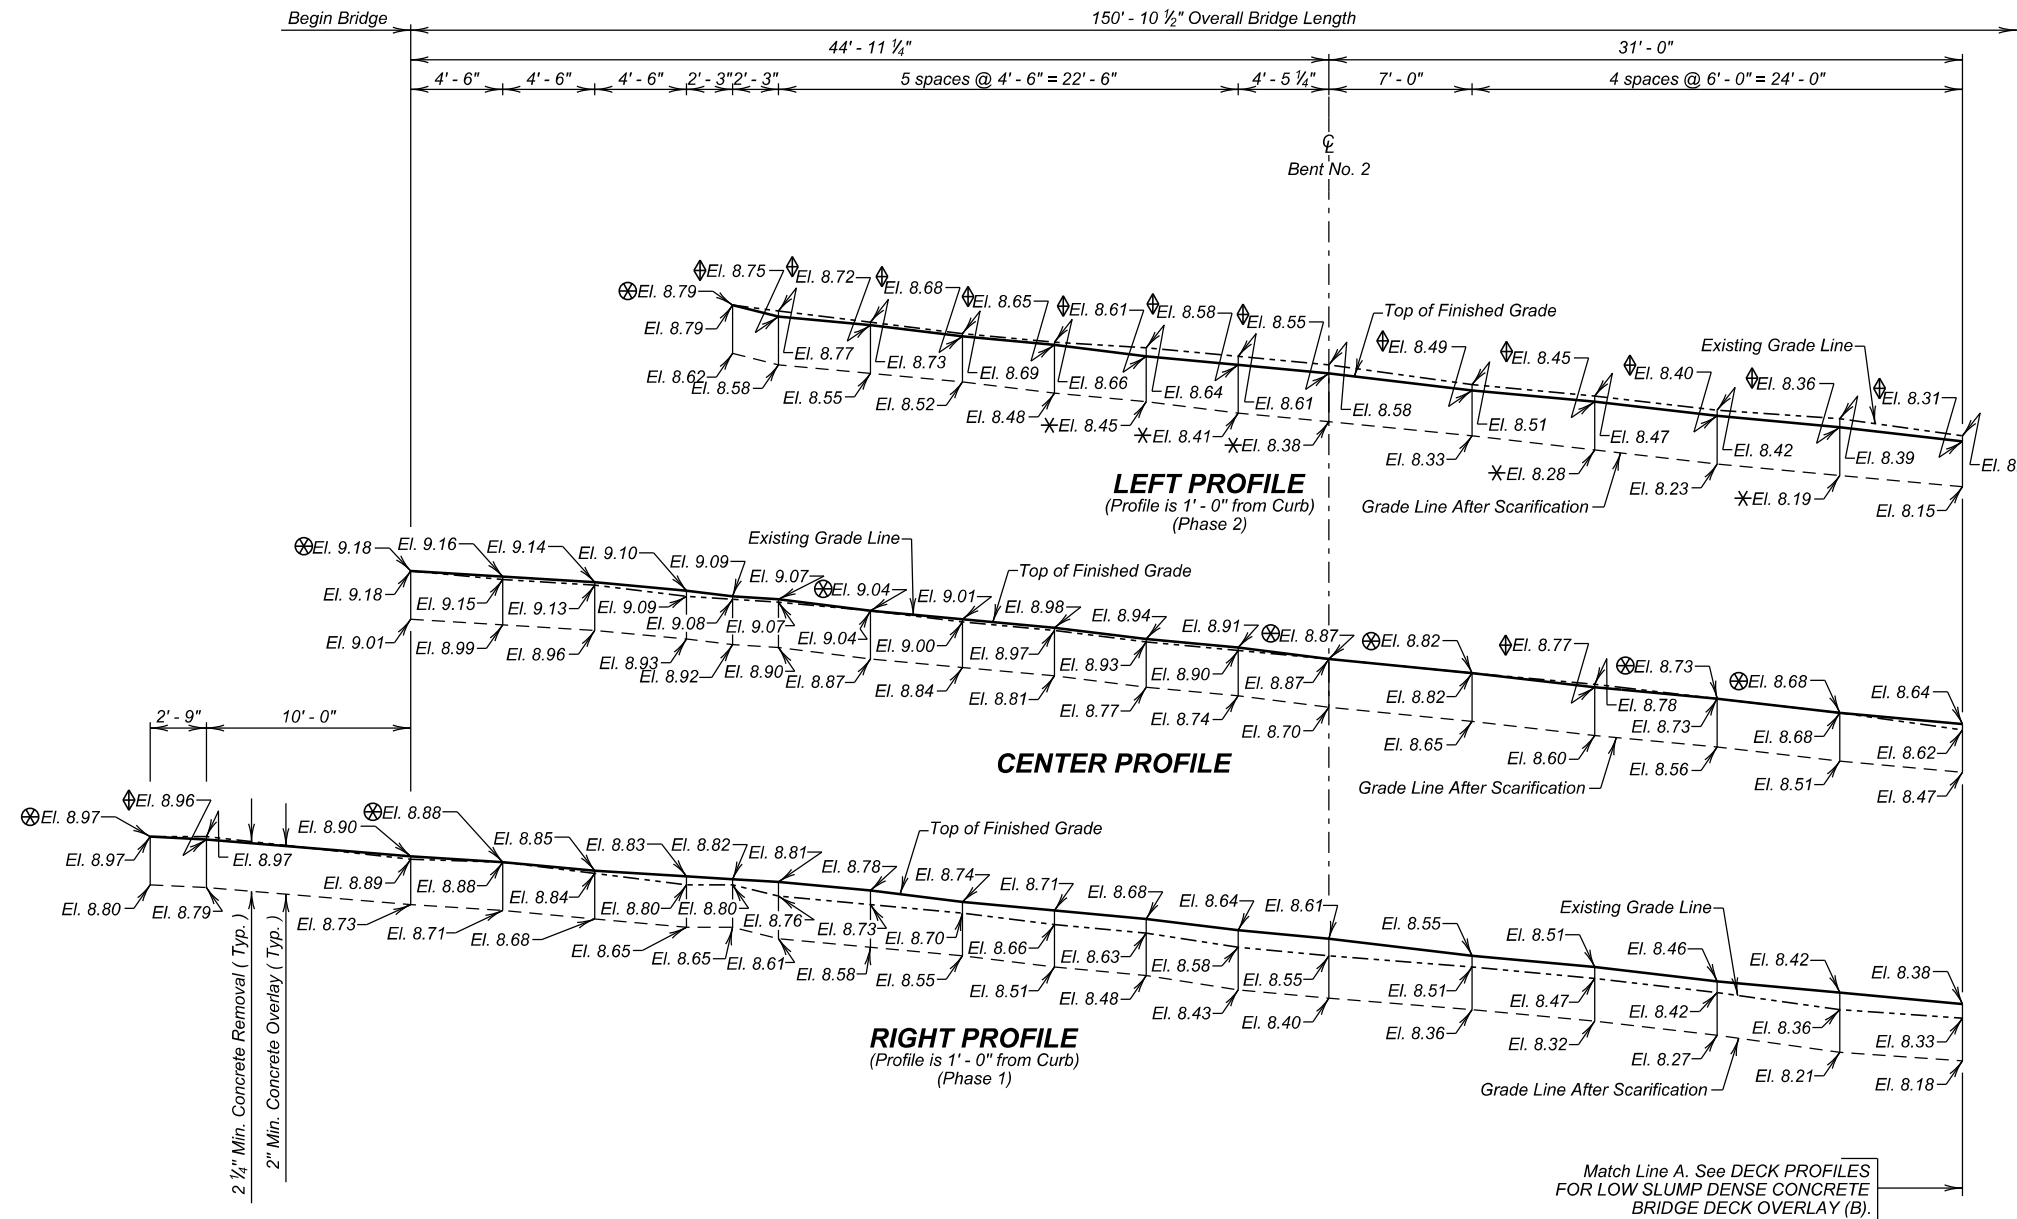 Begin Bridge
150' - 10 ½" Overall Bridge Length
44' - 11 ¼"
31' - 0"
4' - 6"
4' - 6"
4' - 6"
2' - 3"
2' - 3"
5 spaces @ 4' - 6" = 22' - 6"
4' - 5 ¼"
7' - 0"
4 spaces @ 6' - 0" = 24' - 0"
℄
Bent No. 2
El. 8.79
El. 8.75
El. 8.72
El. 8.68
El. 8.65
El. 8.61
El. 8.58
El. 8.55
El. 8.49
El. 8.45
El. 8.40
El. 8.36
El. 8.31
Top of Finished Grade
Existing Grade Line
El. 8.79
El. 8.77
El. 8.73
El. 8.69
El. 8.66
El. 8.64
El. 8.61
El. 8.58
El. 8.51
El. 8.47
El. 8.42
El. 8.39
El. 8.
El. 8.62
El. 8.58
El. 8.55
El. 8.52
El. 8.48
El. 8.45
El. 8.41
El. 8.38
El. 8.33
El. 8.28
El. 8.23
El. 8.19
El. 8.15
Grade Line After Scarification
LEFT PROFILE
(Profile is 1' - 0" from Curb)
(Phase 2)
El. 9.18
El. 9.16
El. 9.14
El. 9.10
El. 9.09
El. 9.07
El. 9.04
El. 9.01
El. 8.98
El. 8.94
El. 8.91
El. 8.87
El. 8.82
El. 8.77
El. 8.73
El. 8.68
El. 8.64
Existing Grade Line
Top of Finished Grade
El. 9.18
El. 9.15
El. 9.13
El. 9.09
El. 9.08
El. 9.07
El. 9.04
El. 9.00
El. 8.97
El. 8.93
El. 8.90
El. 8.87
El. 8.82
El. 8.78
El. 8.73
El. 8.68
El. 8.62
El. 9.01
El. 8.99
El. 8.96
El. 8.93
El. 8.92
El. 8.90
El. 8.87
El. 8.84
El. 8.81
El. 8.77
El. 8.74
El. 8.70
El. 8.65
El. 8.60
El. 8.56
El. 8.51
El. 8.47
Grade Line After Scarification
CENTER PROFILE
2' - 9"
10' - 0"
El. 8.97
El. 8.96
El. 8.90
El. 8.88
El. 8.85
El. 8.83
El. 8.82
El. 8.81
El. 8.78
El. 8.74
El. 8.71
El. 8.68
El. 8.64
El. 8.61
El. 8.55
El. 8.51
El. 8.46
El. 8.42
El. 8.38
Top of Finished Grade
Existing Grade Line
El. 8.97
El. 8.97
El. 8.89
El. 8.88
El. 8.84
El. 8.80
El. 8.80
El. 8.76
El. 8.73
El. 8.70
El. 8.66
El. 8.63
El. 8.58
El. 8.55
El. 8.51
El. 8.47
El. 8.42
El. 8.36
El. 8.33
El. 8.80
El. 8.79
El. 8.73
El. 8.71
El. 8.68
El. 8.65
El. 8.65
El. 8.61
El. 8.58
El. 8.55
El. 8.51
El. 8.48
El. 8.43
El. 8.40
El. 8.36
El. 8.32
El. 8.27
El. 8.21
El. 8.18
Grade Line After Scarification
2 ¼" Min. Concrete Removal ( Typ. )
2" Min. Concrete Overlay ( Typ. )
RIGHT PROFILE
(Profile is 1' - 0" from Curb)
(Phase 1)
Match Line A. See DECK PROFILES
FOR LOW SLUMP DENSE CONCRETE
BRIDGE DECK OVERLAY (B).